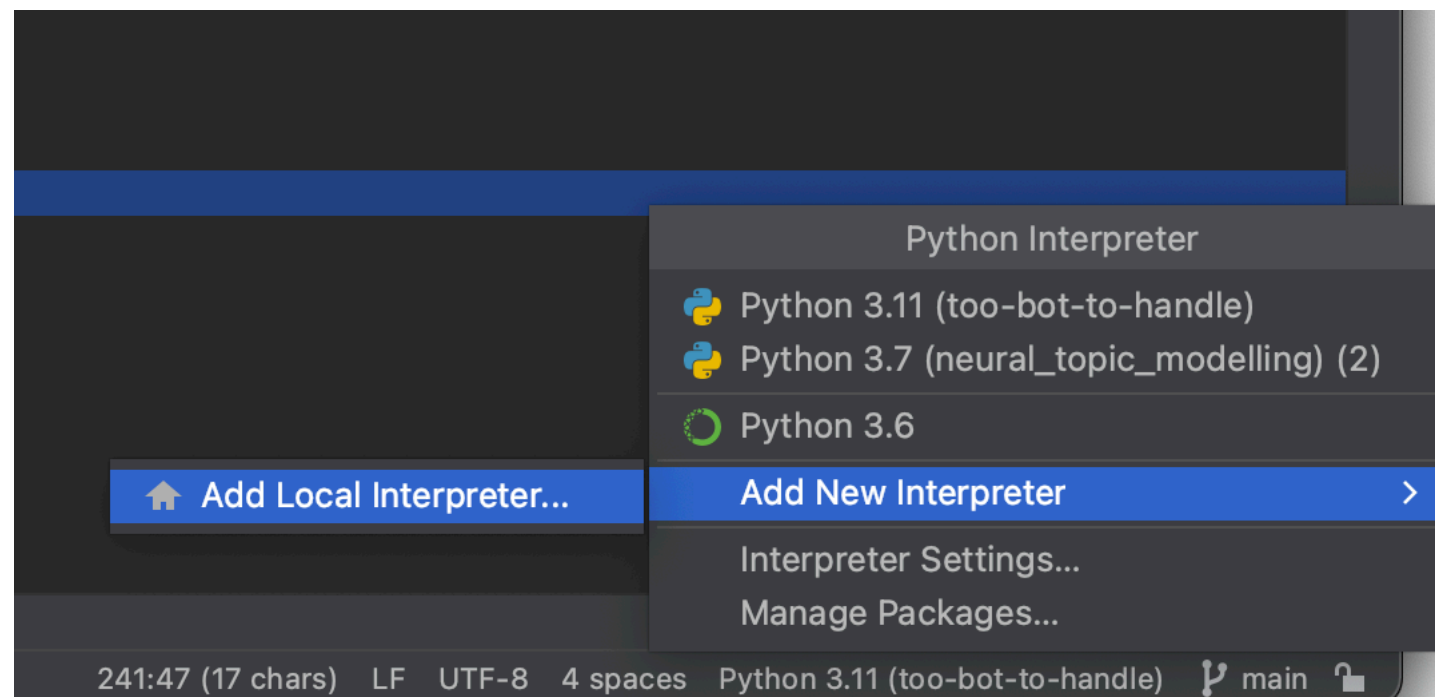 Python Interpreter
Python 3.11 (too-bot-to-handle)
Python 3.7 (neural_topic_modelling) (2)
Python 3.6
Add New Interpreter
Add Local Interpreter...
Interpreter Settings...
Manage Packages...
241:47 (17 chars) LF UTF-8 4 spaces Python 3.11 (too-bot-to-handle) main